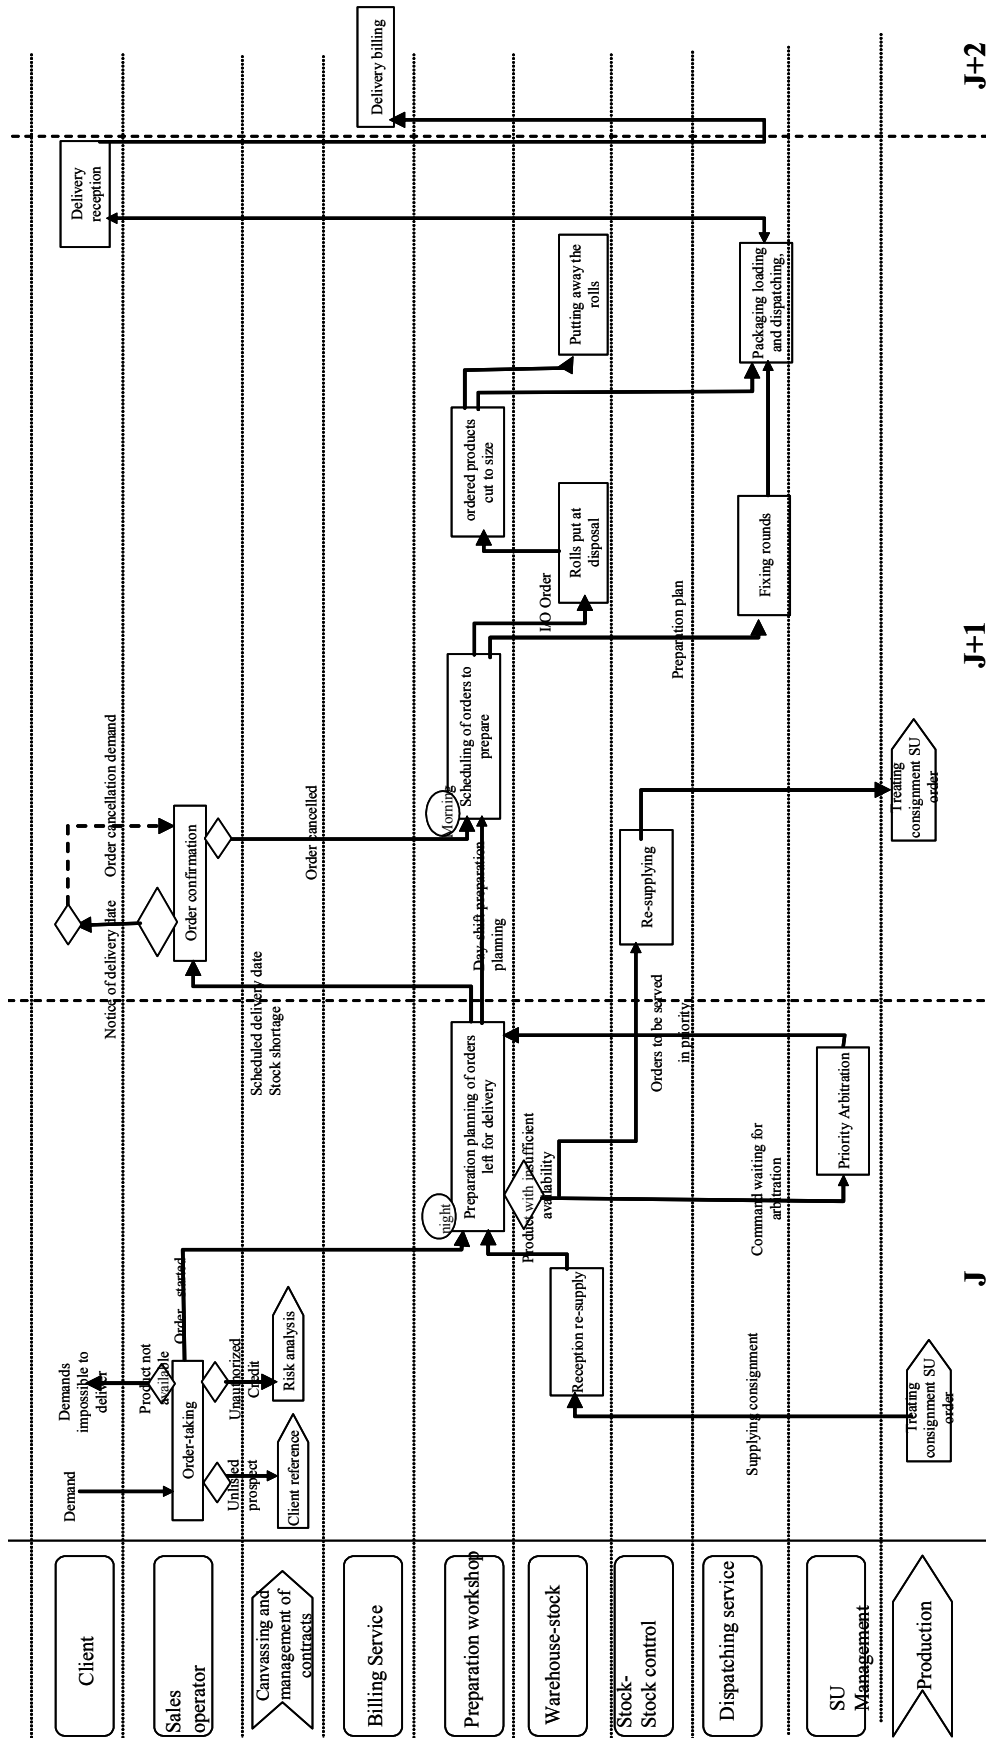 Client
Demand
Demands
impossible to
deliver
Notice of delivery date
Order cancellation demand
Delivery
reception
Sales
operator
Order-taking
Product not
available
Order started
Order confirmation
Canvassing and
management of
contracts
Unlisted
prospect
Client reference
Unauthorized
Credit
Risk analysis
Scheduled delivery date
Stock shortage
Order cancelled
Billing Service
Delivery billing
Preparation workshop
night
Preparation planning of orders
left for delivery
Day-shift preparation
planning
Morning
Scheduling of orders to
prepare
ordered products
cut to size
Warehouse-stock
Reception re-supply
Product with insufficient
availability
I/O Order
Rolls put at
disposal
Putting away the
rolls
Stock-
Stock control
Orders to be served
in priority
Re-supplying
Preparation plan
Dispatching service
Supplying consignment
Command waiting for
arbitration
Fixing rounds
Packaging loading
and dispatching,
SU
Management
Priority Arbitration
Production
Treating
consignment SU
order
Treating
consignment SU
order
J
J+1
J+2